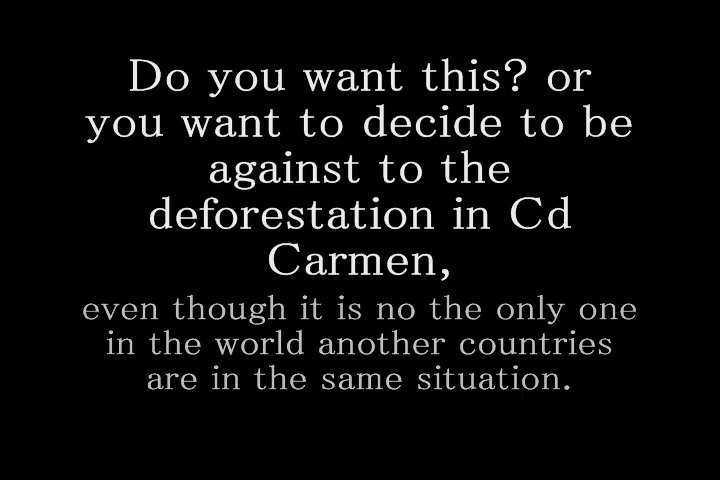 Do you want this? or
you want to decide to be
against to the
deforestation in Cd
Carmen,
even though it is no the only one
in the world another countries
are in the same situation.